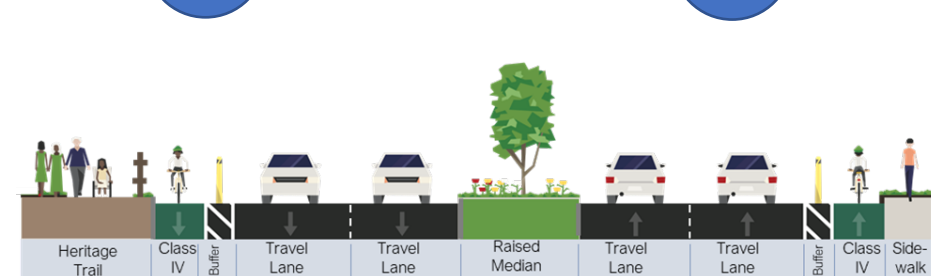 Heritage
Trail
Class
IV
Buffer
Travel
Lane
Travel
Lane
Raised
Median
Travel
Lane
Travel
Lane
Buffer
Class
IV
Side-
walk